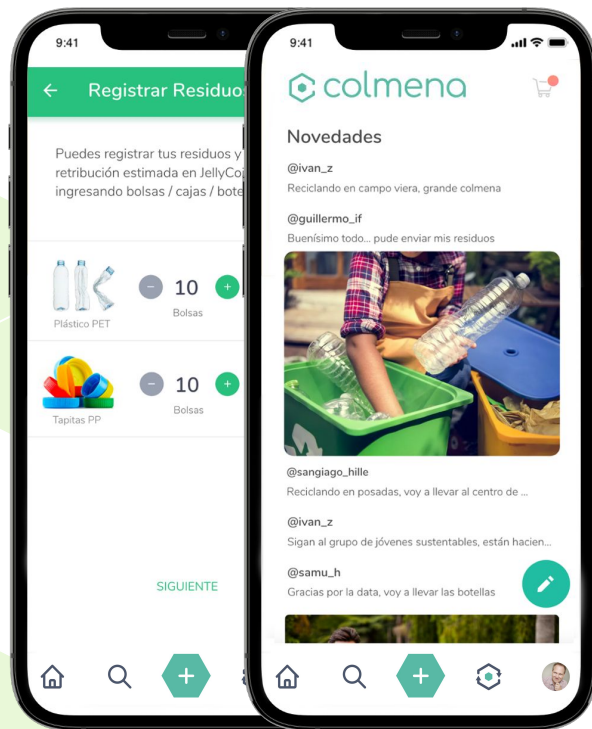 9:41
Registrar Residuo
Puedes registrar tus residuos y
retribución estimada en JellyCo
ingresando bolsas / cajas / bote
10
Bolsas
Plástico PET
10
Bolsas
Tapitas PP
SIGUIENTE
9:41
colmena
Novedades
@ivan_z
Reciclando en campo viera, grande colmena
@guillermo_if
Buenísimo todo... pude enviar mis residuos
@sangiago_hille
Reciclando en posadas, voy a llevar al centro de ...
@ivan_z
Sigan al grupo de jóvenes sustentables, están hacien...
@samu_h
Gracias por la data, voy a llevar las botellas